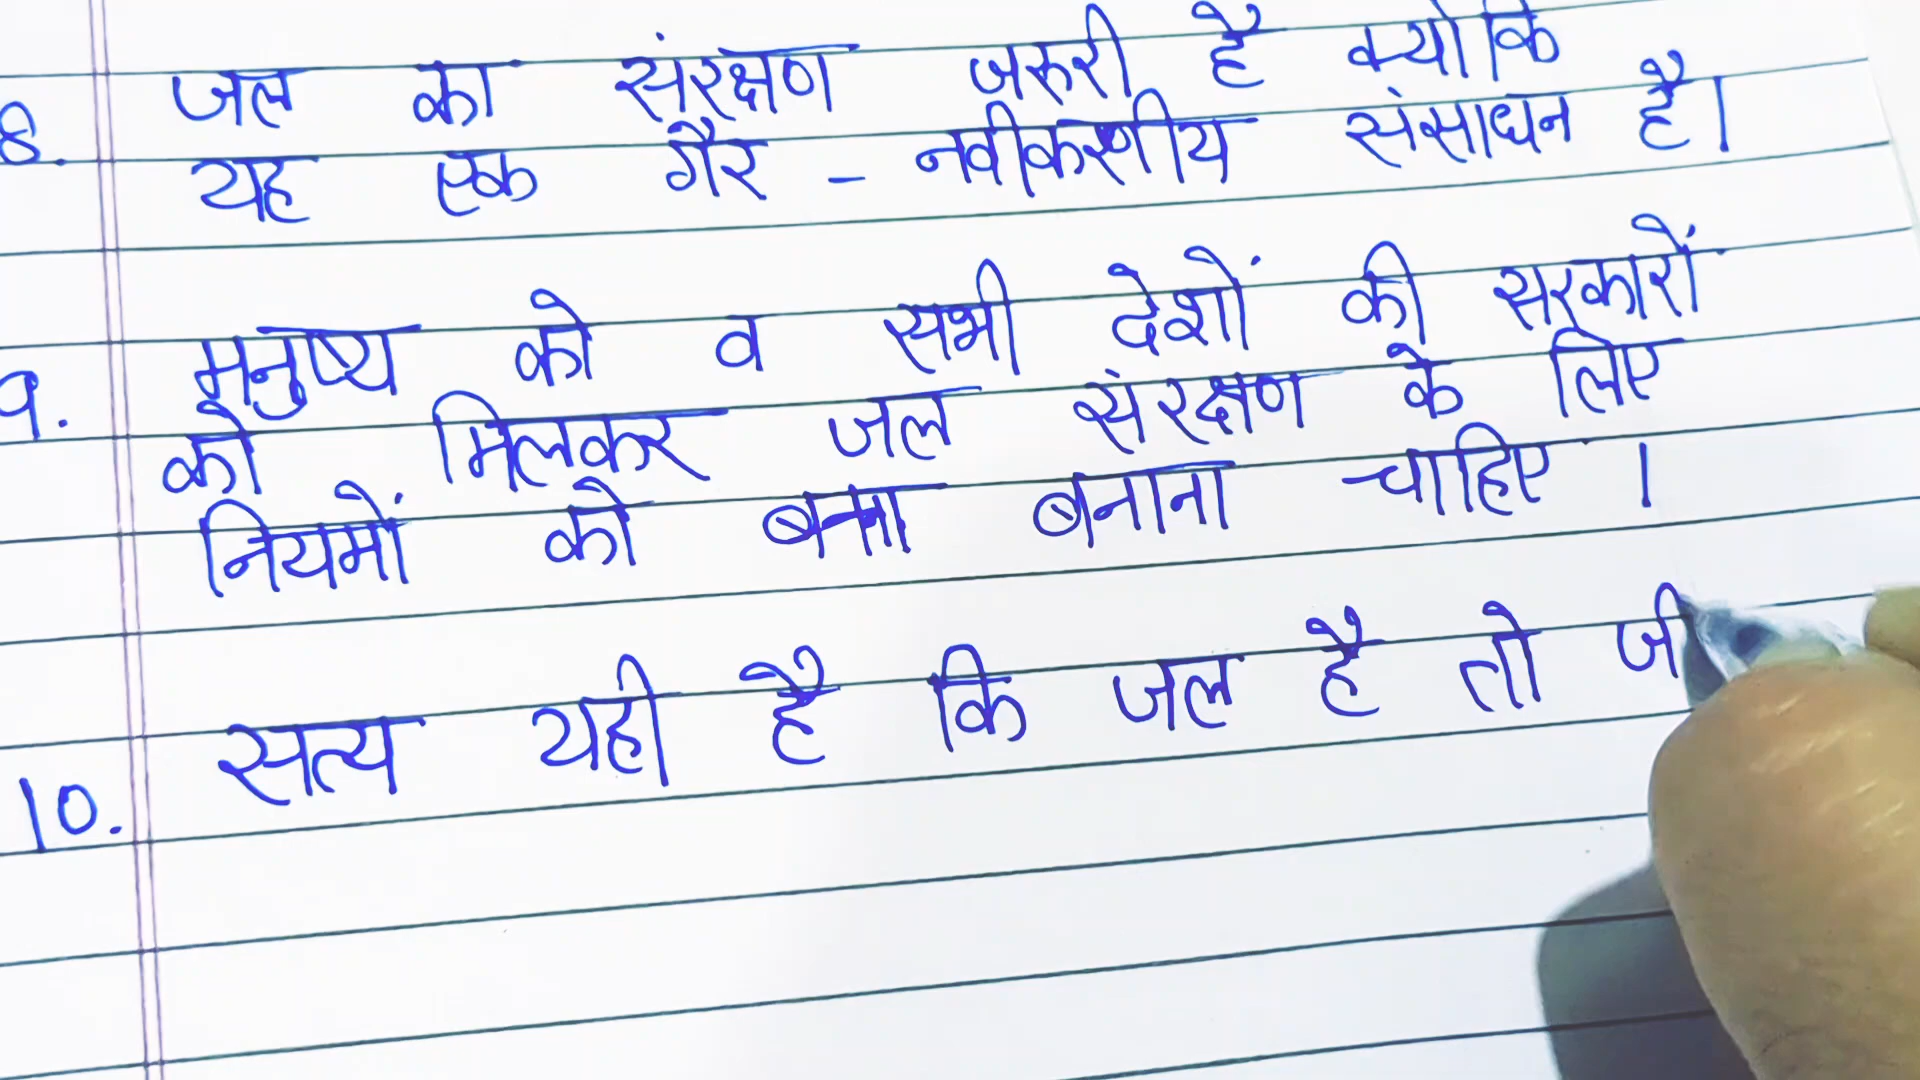 8. जल का संरक्षण जरुरी है क्योकि
यह एक गैर - नवीकरणीय संसाधन है।
9. मनुष्य को व सभी देशों की सरकारों
को मिलकर जल संरक्षण के लिए
नियमों को बनाना चाहिए ।
10. सत्य यही है कि जल है तो जी